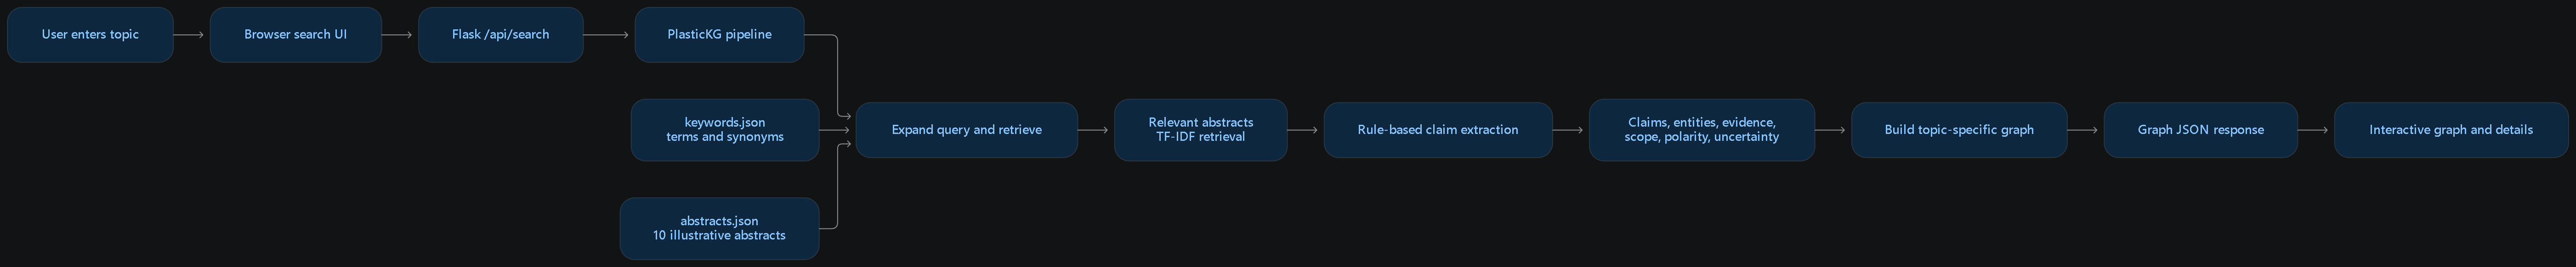 User enters topic
Browser search UI
Flask /api/search
PlasticKG pipeline
keywords.json
terms and synonyms
abstracts.json
10 illustrative abstracts
Expand query and retrieve
Relevant abstracts
TF-IDF retrieval
Rule-based claim extraction
Claims, entities, evidence,
scope, polarity, uncertainty
Build topic-specific graph
Graph JSON response
Interactive graph and details